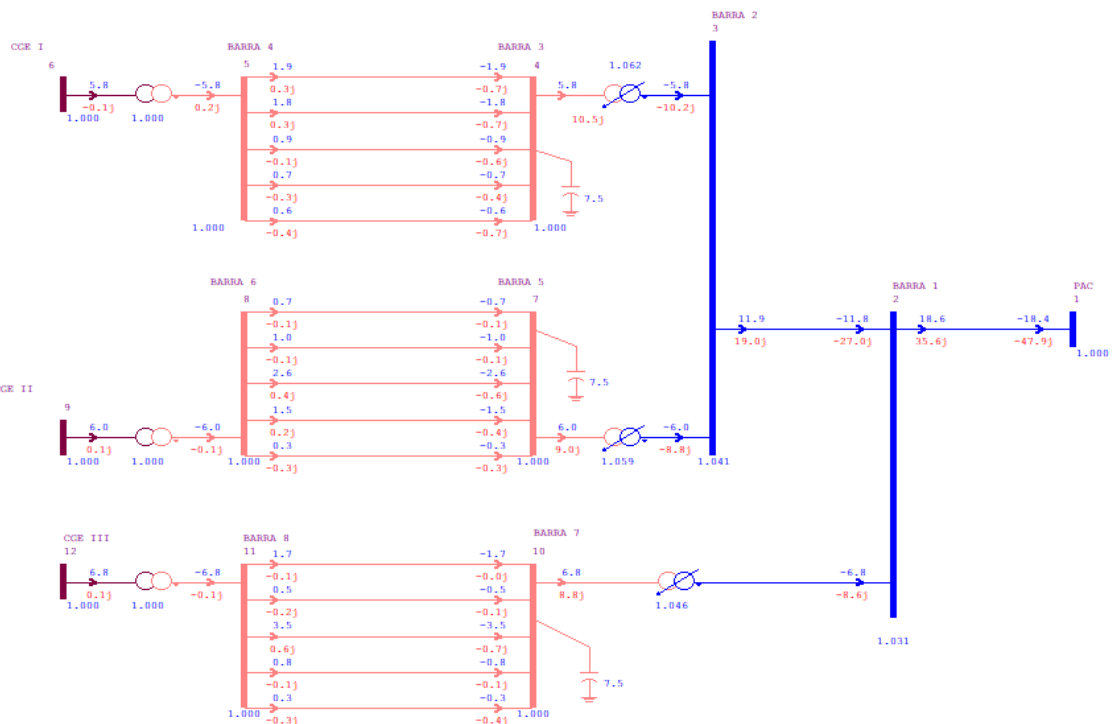 BARRA 2
3
CGE I
BARRA 4
BARRA 3
6
5
4
1.062
1.9
-1.9
5.8
-5.8
0.3j
-0.7j
5.8
-5.8
-0.1j
0.2j
1.8
-1.8
10.5j
-10.2j
1.000
1.000
0.3j
-0.7j
0.9
-0.9
-0.1j
-0.6j
0.7
-0.7
7.5
-0.3j
-0.4j
0.6
-0.6
1.000
-0.4j
-0.7j
1.000
BARRA 6
BARRA 5
BARRA 1
PAC
8
7
2
1
0.7
-0.7
-0.1j
-0.1j
11.9
-11.8
18.6
-18.4
1.0
-1.0
19.0j
-27.0j
35.6j
-47.9j
-0.1j
-0.1j
1.000
2.6
-2.6
7.5
GE II
0.4j
-0.6j
9
1.5
-1.5
6.0
-6.0
0.2j
-0.4j
6.0
-6.0
0.1j
-0.1j
0.3
-0.3
9.0j
-8.8j
1.000
1.000
1.000
-0.3j
-0.3j
1.000
1.059
1.041
CGE III
BARRA 8
BARRA 7
12
11
10
1.7
-1.7
6.8
-6.8
-0.1j
-0.0j
6.8
-6.8
0.1j
-0.1j
0.5
-0.5
8.8j
-8.6j
1.000
1.000
-0.2j
-0.1j
1.046
3.5
-3.5
0.6j
-0.7j
1.031
0.8
-0.8
-0.1j
-0.1j
7.5
0.3
-0.3
1.000
-0.3j
-0.4j
1.000